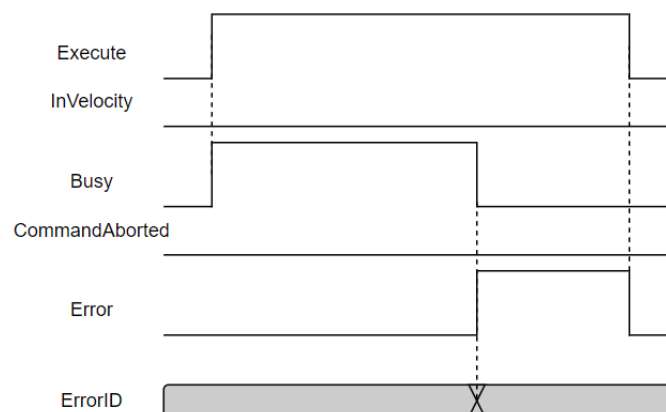 Execute
InVelocity
Busy
CommandAborted
Error
ErrorID